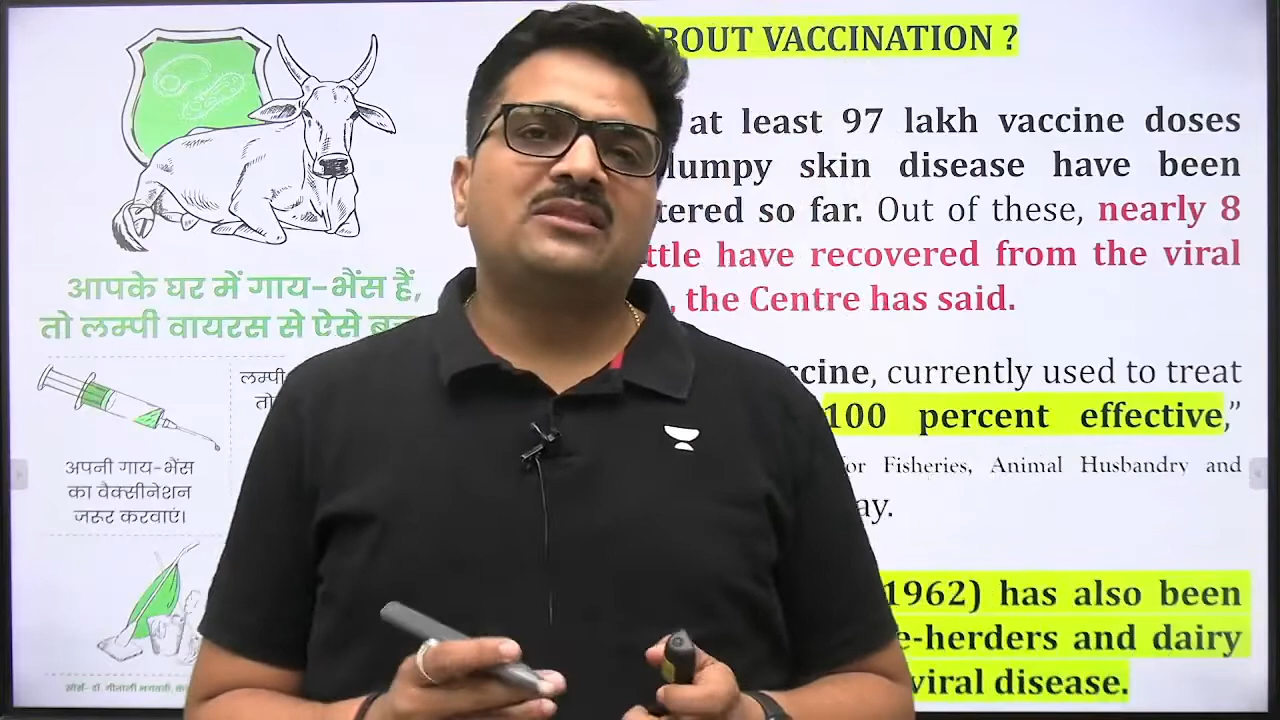 BOUT VACCINATION ?
at least 97 lakh vaccine doses
lumpy skin disease have been
tered so far. Out of these, nearly 8
ttle have recovered from the viral
, the Centre has said.
ccine, currently used to treat
100 percent effective,”
for Fisheries, Animal Husbandry and
ay.
1962) has also been
e-herders and dairy
viral disease.
आपके घर में गाय-भैंस हैं,
तो लम्पी वायरस से ऐसे
लम्पी
तो
अपनी गाय-भैंस
का वैक्सीनेशन
जरूर करवाएं।